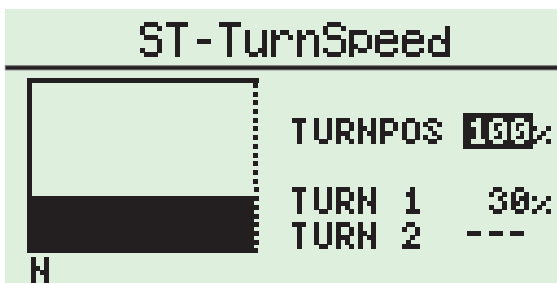 ST-TurnSpeed
TURNPOS 100%
TURN 1 30%
TURN 2 ---
N